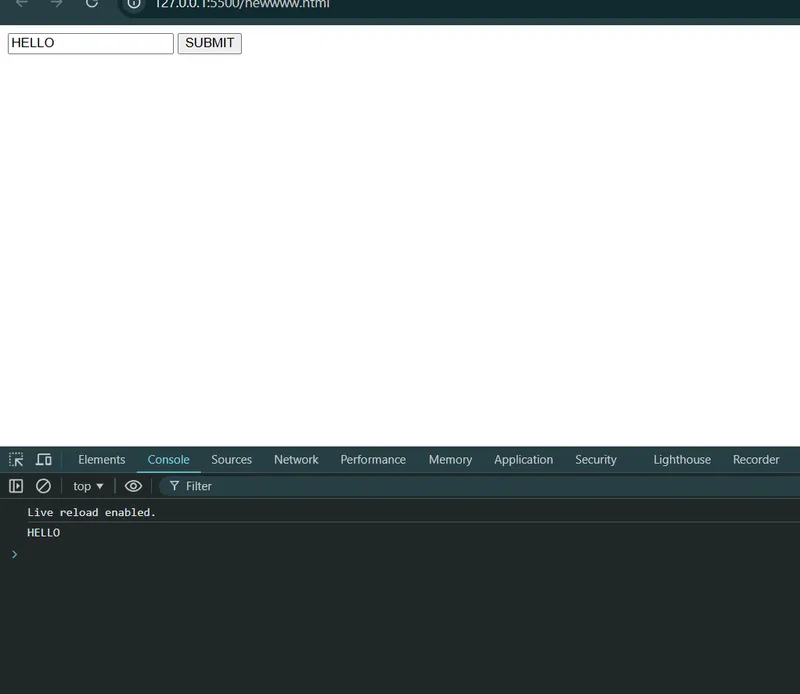 127.0.0.1:5500/newwww.html
HELLO SUBMIT
Elements Console Sources Network Performance Memory Application Security Lighthouse Recorder
top Filter
Live reload enabled.
HELLO